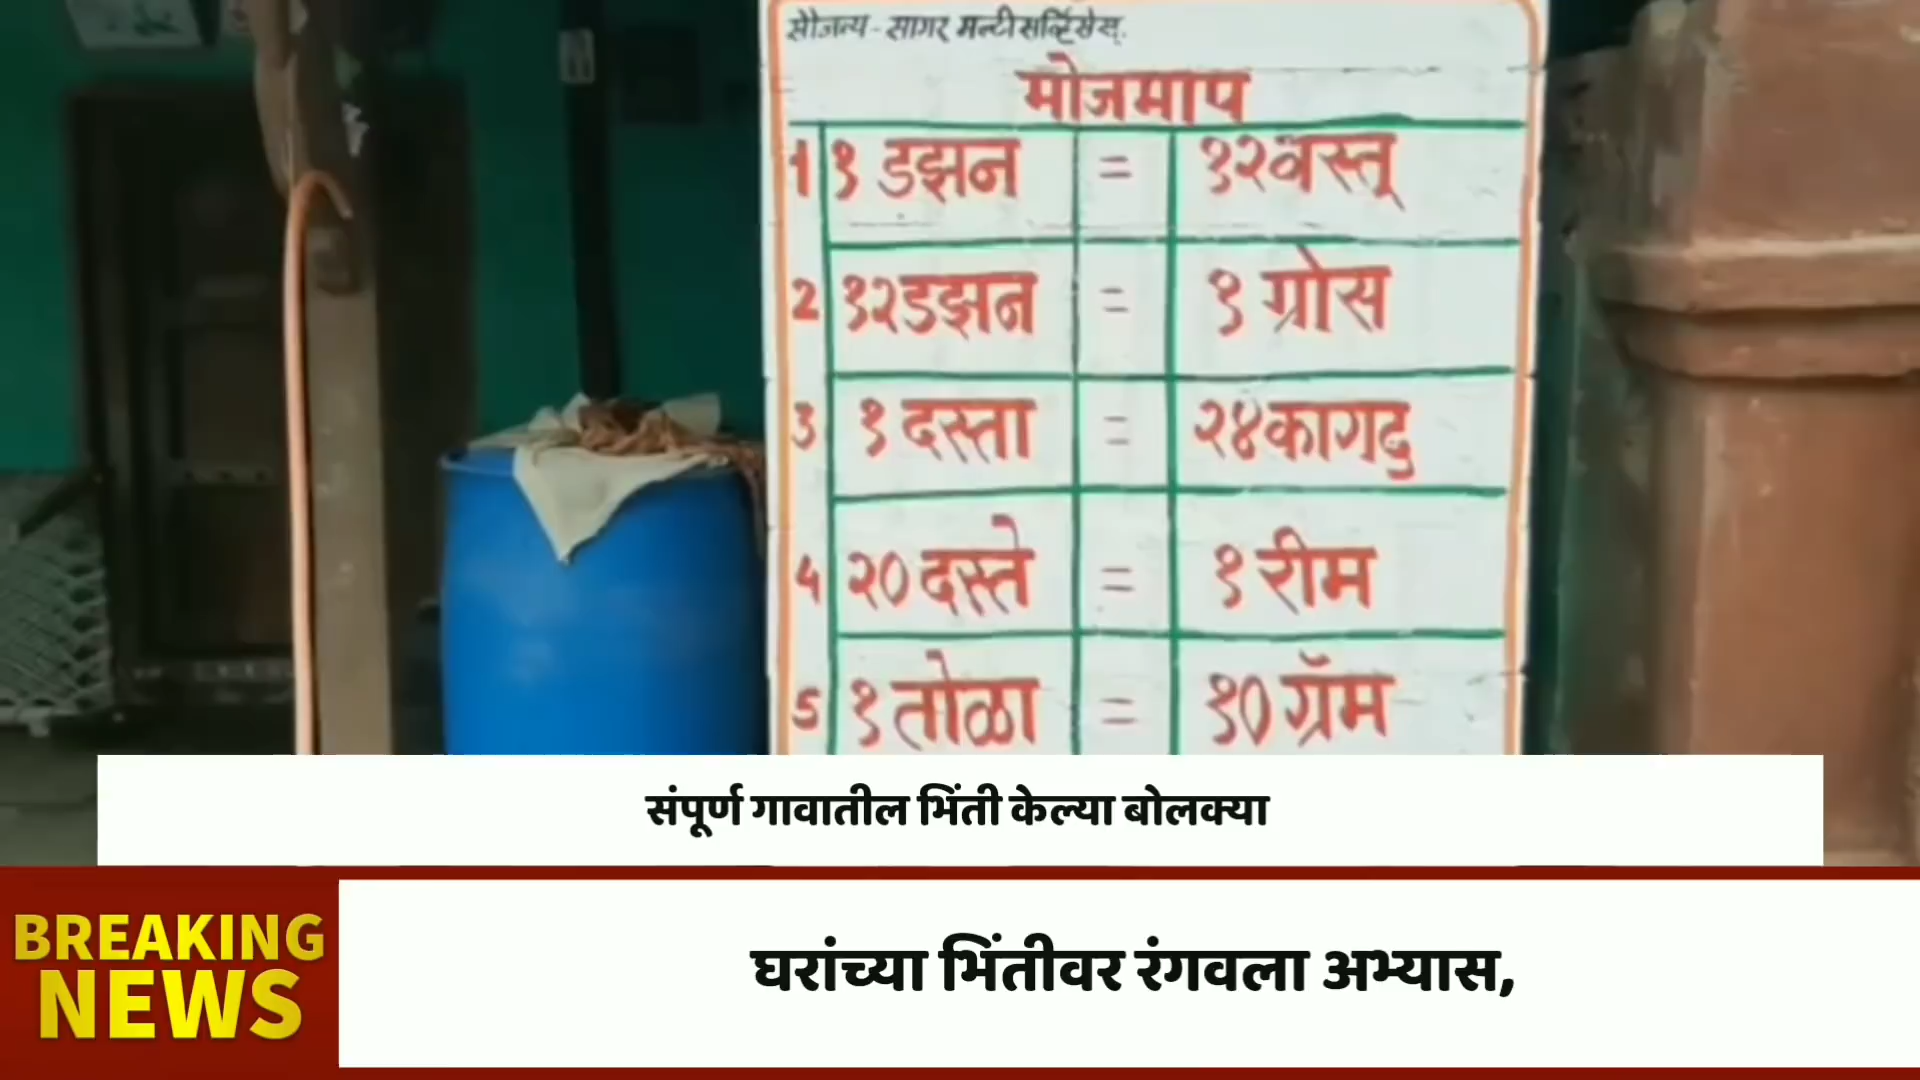 सौजन्य - सागर मल्टी सर्व्हिसेस.
मोजमाप
1 १ डझन = १२ वस्तू
2 १२ डझन = १ ग्रोस
3 १ दस्ता = २४ कागद
4 २० दस्ते = १ रीम
5 १ तोळा = १० ग्रॅम
संपूर्ण गावातील भिंती केल्या बोलक्या
BREAKING
NEWS
घरांच्या भिंतीवर रंगवला अभ्यास,